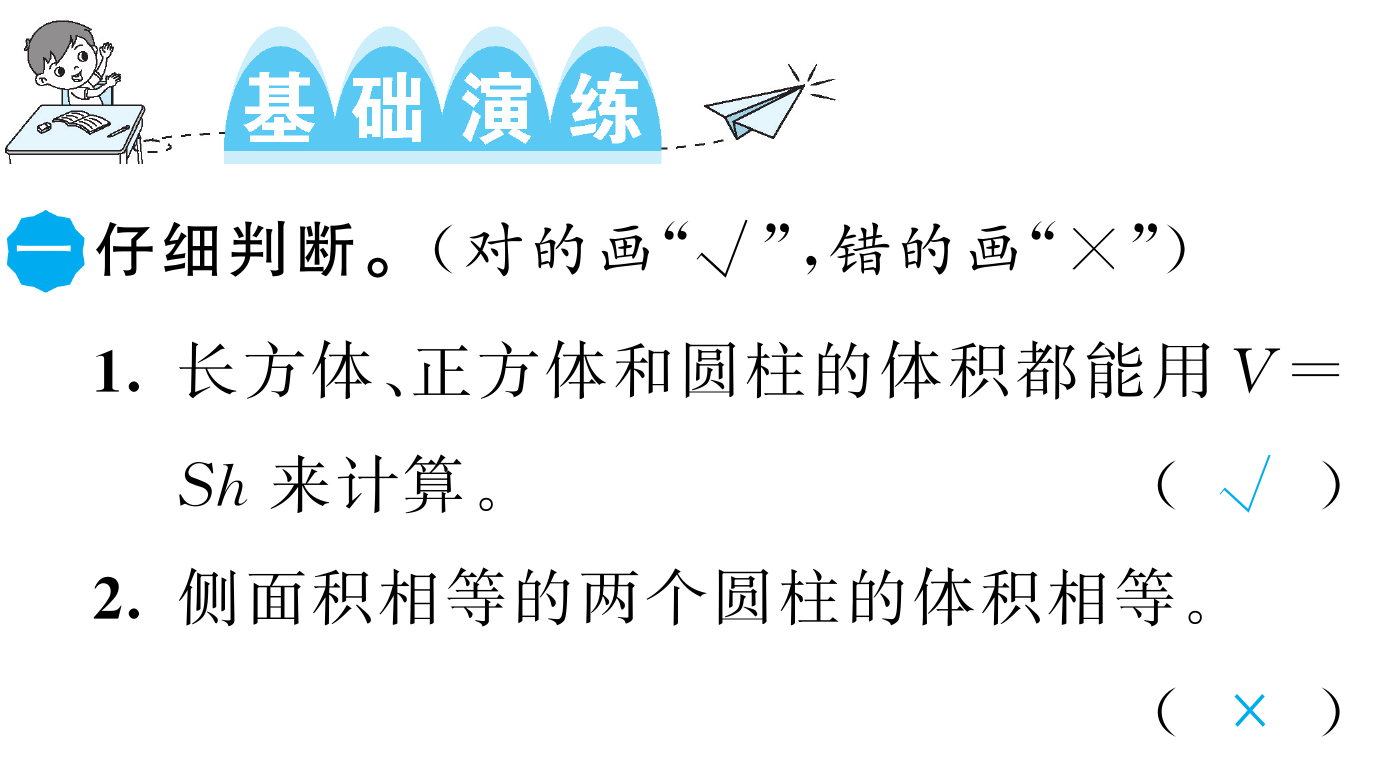 基础演练
一 仔细判断。(对的画“√”,错的画“×”)
1. 长方体、正方体和圆柱的体积都能用 V=
Sh 来计算。 ( √ )
2. 侧面积相等的两个圆柱的体积相等。
( × )